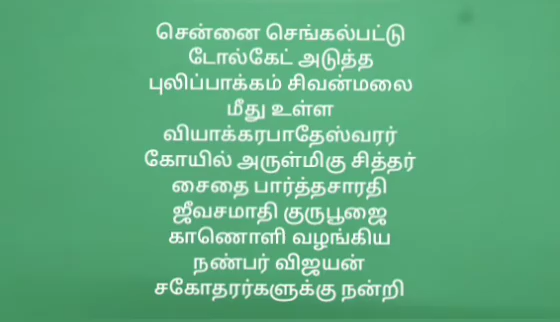 சென்னை செங்கல்பட்டு
டோல்கேட் அடுத்த
புலிப்பாக்கம் சிவன்மலை
மீது உள்ள
வியாக்கரபாதேஸ்வரர்
கோயில் அருள்மிகு சித்தர்
சைதை பார்த்தசாரதி
ஜீவசமாதி குருபூஜை
காணொளி வழங்கிய
நண்பர் விஜயன்
சகோதரர்களுக்கு நன்றி